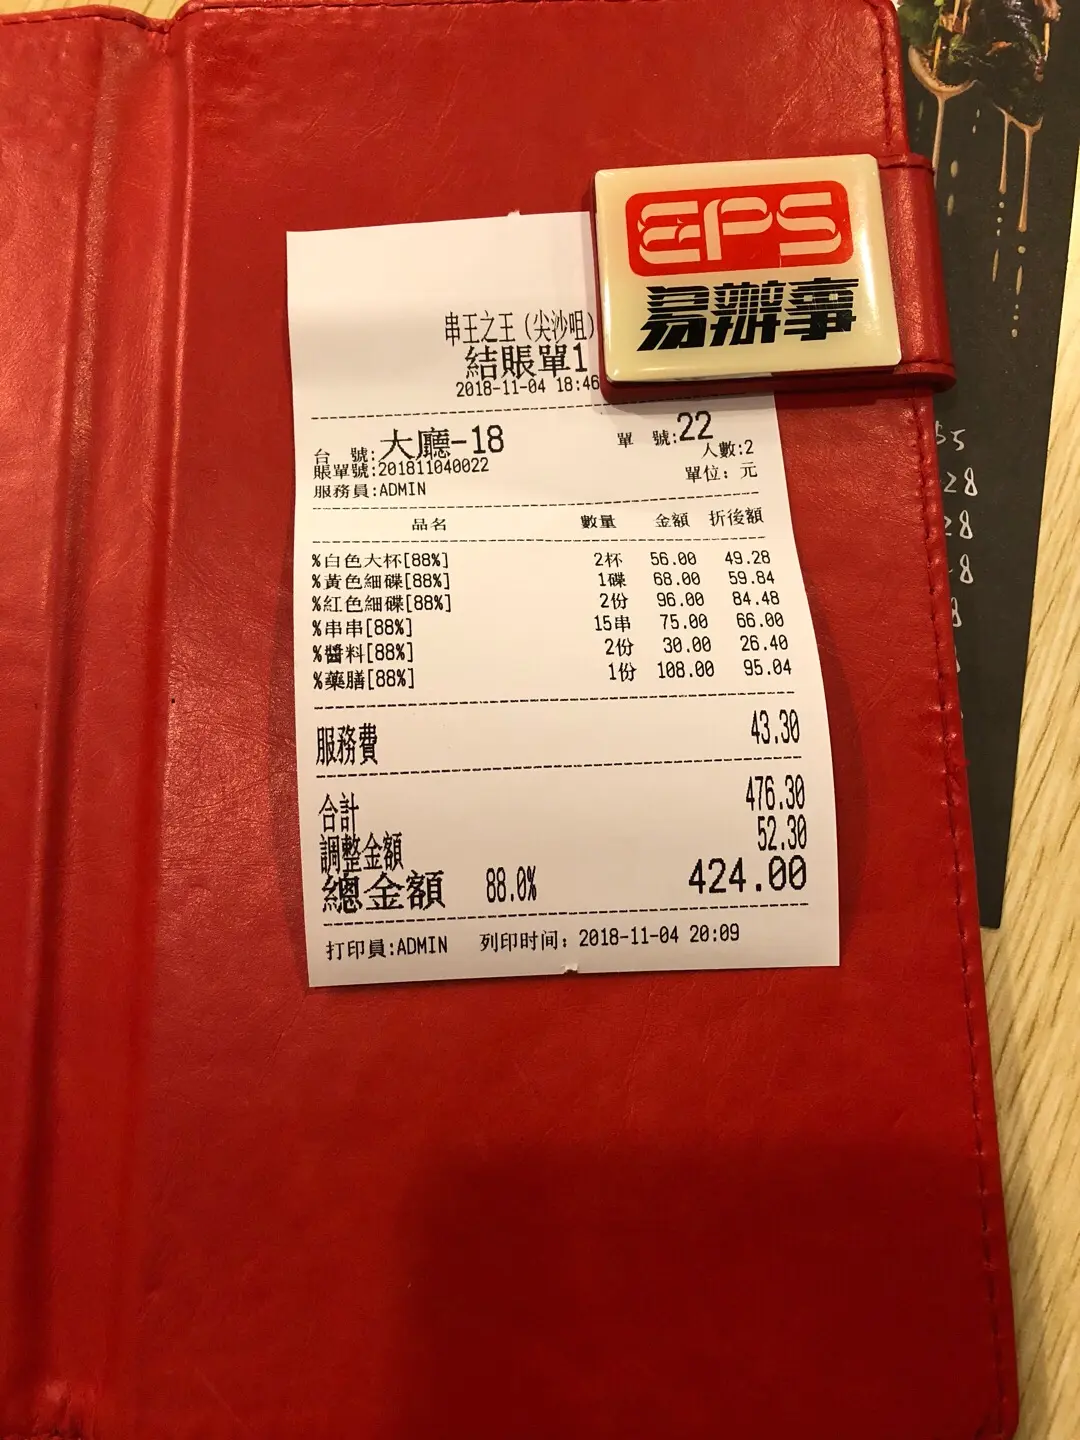 EPS
易辦事
串王之王(尖沙咀)
結賬單1
2018-11-04 18:46
台 號:大廳-18 單 號:22
賬單號:201811040022 人數:2
服務員:ADMIN 單位: 元
品名 數量 金額 折後額
%白色大杯[88%] 2杯 56.00 49.28
%黃色細碟[88%] 1碟 68.00 59.84
%紅色細碟[88%] 2份 96.00 84.48
%串串[88%] 15串 75.00 66.00
%醬料[88%] 2份 30.00 26.40
%藥膳[88%] 1份 108.00 95.04
服務費 43.30
合計 476.30
調整金額 52.30
總金額 88.0% 424.00
打印員:ADMIN 列印时间: 2018-11-04 20:09
28
28
8